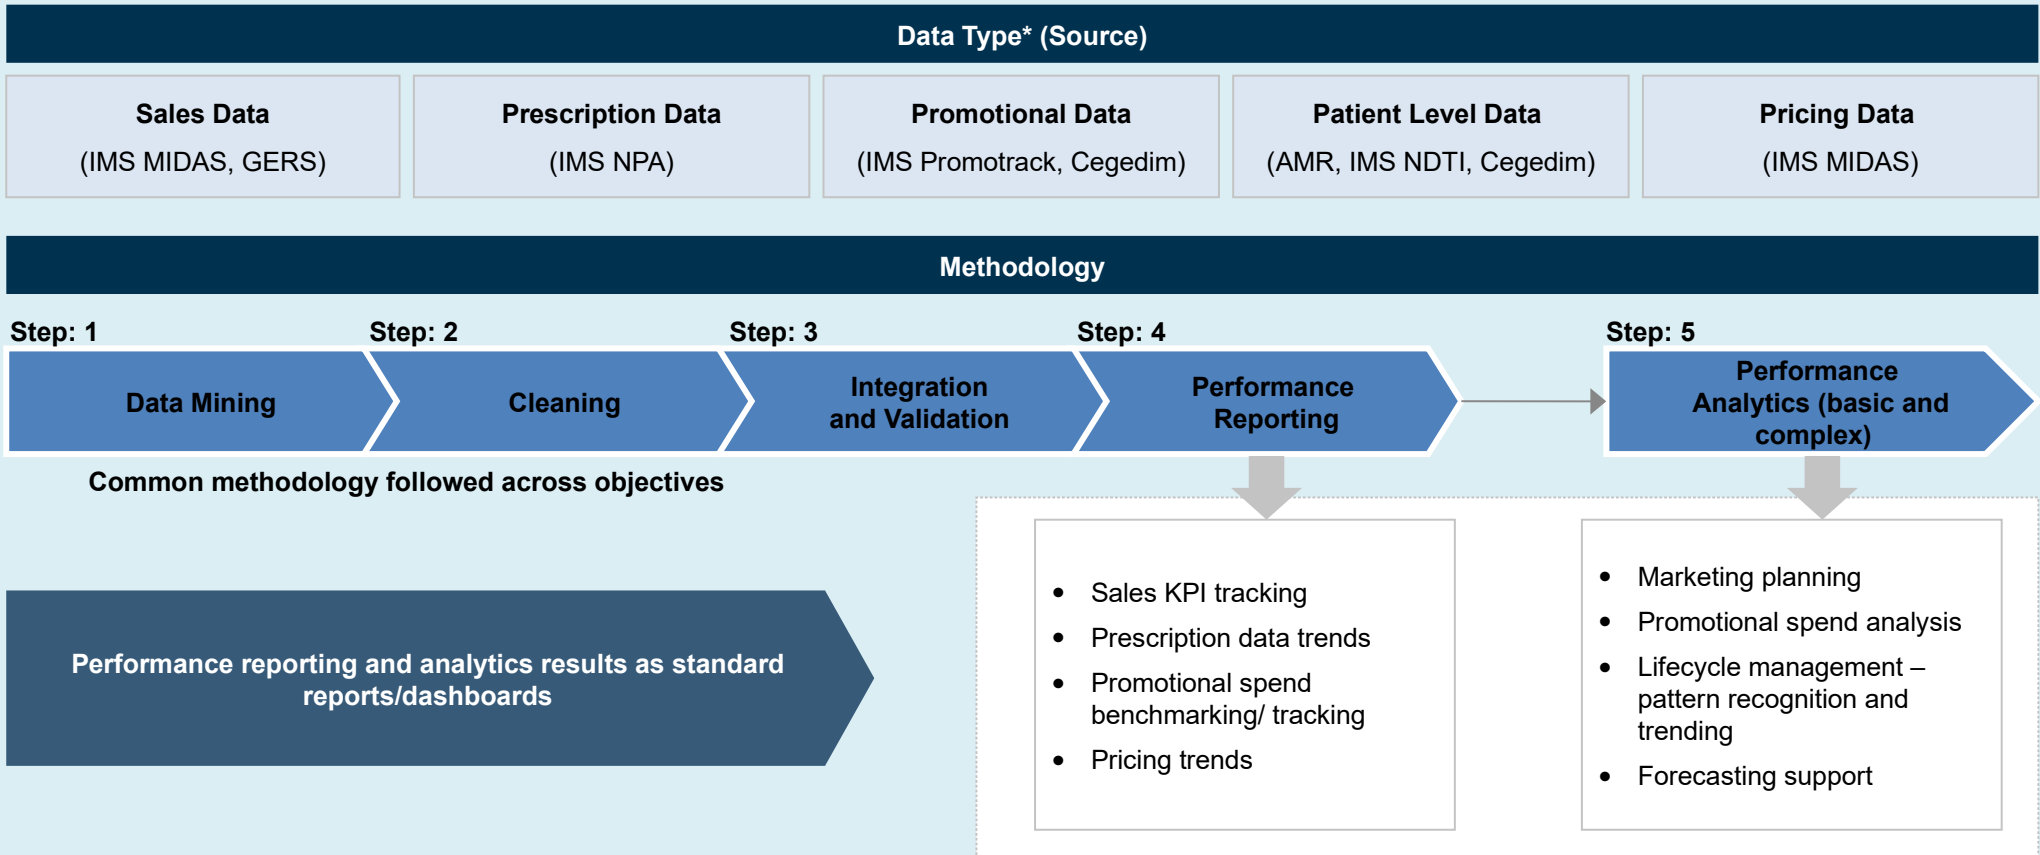 Data Type* (Source)
Sales Data
(IMS MIDAS, GERS)
Prescription Data
(IMS NPA)
Promotional Data
(IMS Promotrack, Cegedim)
Patient Level Data
(AMR, IMS NDTI, Cegedim)
Pricing Data
(IMS MIDAS)
Methodology
Step: 1
Data Mining
Step: 2
Cleaning
Step: 3
Integration
and Validation
Step: 4
Performance
Reporting
Step: 5
Performance
Analytics (basic and
complex)
Common methodology followed across objectives
Performance reporting and analytics results as standard
reports/dashboards
• Sales KPI tracking
• Prescription data trends
• Promotional spend
benchmarking/ tracking
• Pricing trends
• Marketing planning
• Promotional spend analysis
• Lifecycle management –
pattern recognition and
trending
• Forecasting support